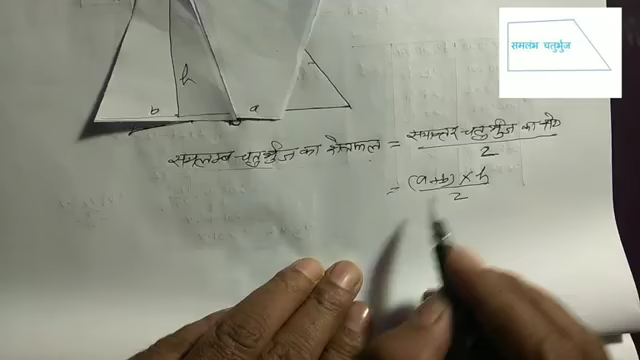 समलंभ चतुर्भुज
h
b a
समलम्ब चतुर्भुज का क्षेत्रफल = समान्तर चतुर्भुज का क्षे०
2
= (a+b) × h
2